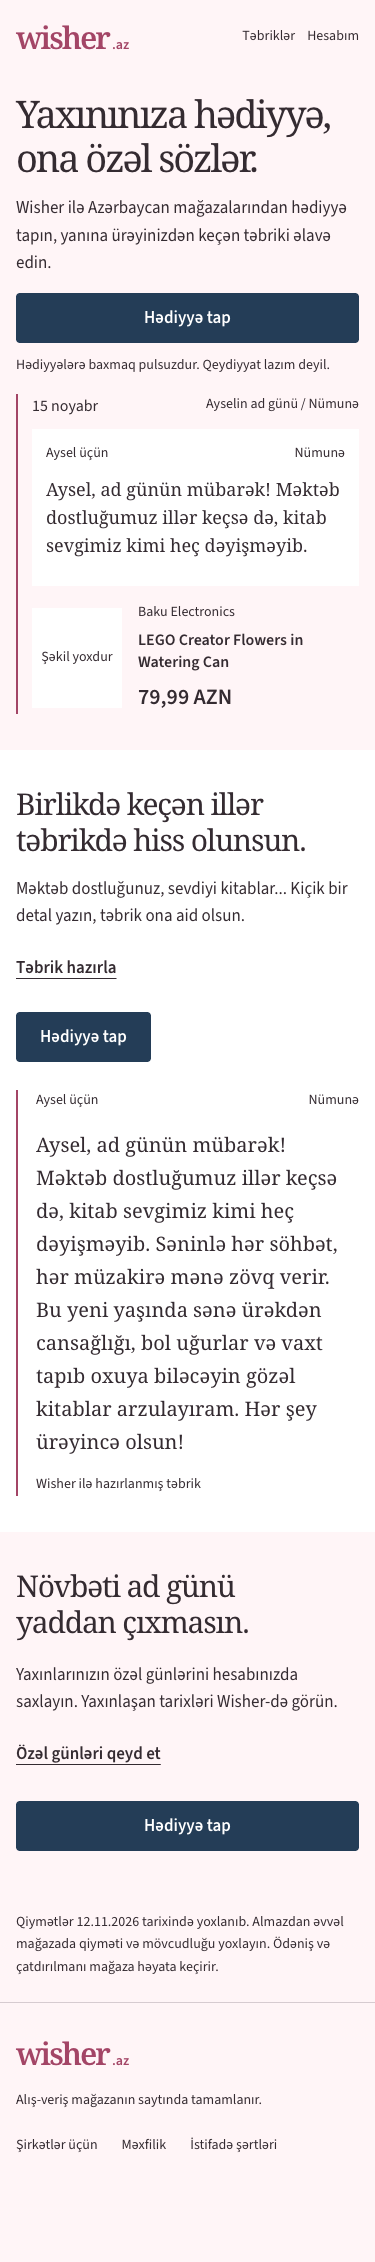 wisher.az
Təbriklər Hesabım
Yaxınınıza hədiyyə,
ona özəl sözlər.
Wisher ilə Azərbaycan mağazalarından hədiyyə
tapın, yanına ürəyinizdən keçən təbriki əlavə
edin.
Hədiyyə tap
Hədiyyələrə baxmaq pulsuzdur. Qeydiyyat lazım deyil.
15 noyabr
Ayselin ad günü / Nümunə
Aysel üçün
Nümunə
Aysel, ad günün mübarək! Məktəb
dostluğumuz illər keçsə də, kitab
sevgimiz kimi heç dəyişməyib.
Şəkil yoxdur
Baku Electronics
LEGO Creator Flowers in
Watering Can
79,99 AZN
Birlikdə keçən illər
təbrikdə hiss olunsun.
Məktəb dostluğunuz, sevdiyi kitablar... Kiçik bir
detal yazın, təbrik ona aid olsun.
Təbrik hazırla
Hədiyyə tap
Aysel üçün
Nümunə
Aysel, ad günün mübarək!
Məktəb dostluğumuz illər keçsə
də, kitab sevgimiz kimi heç
dəyişməyib. Səninlə hər söhbət,
hər müzakirə mənə zövq verir.
Bu yeni yaşında sənə ürəkdən
cansağlığı, bol uğurlar və vaxt
tapıb oxuya biləcəyin gözəl
kitablar arzulayıram. Hər şey
ürəyincə olsun!
Wisher ilə hazırlanmış təbrik
Növbəti ad günü
yaddan çıxmasın.
Yaxınlarınızın özəl günlərini hesabınızda
saxlayın. Yaxınlaşan tarixləri Wisher-də görün.
Özəl günləri qeyd et
Hədiyyə tap
Qiymətlər 12.11.2026 tarixində yoxlanıb. Almazdan əvvəl
mağazada qiyməti və mövcudluğu yoxlayın. Ödəniş və
çatdırılmanı mağaza həyata keçirir.
wisher.az
Alış-veriş mağazanın saytında tamamlanır.
Şirkətlər üçün Məxfilik İstifadə şərtləri